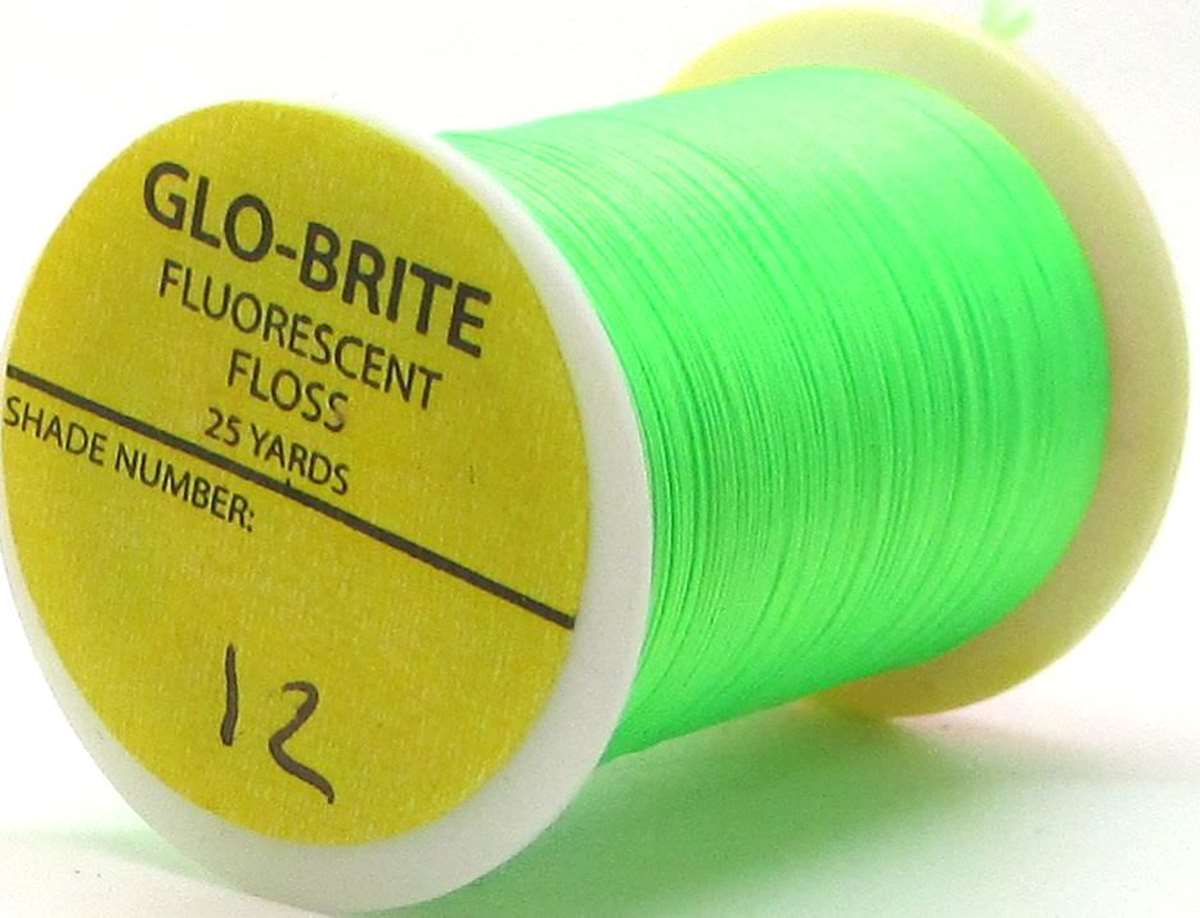 GLO-BRITE
FLUORESCENT
FLOSS
25 YARDS
SHADE NUMBER:
12